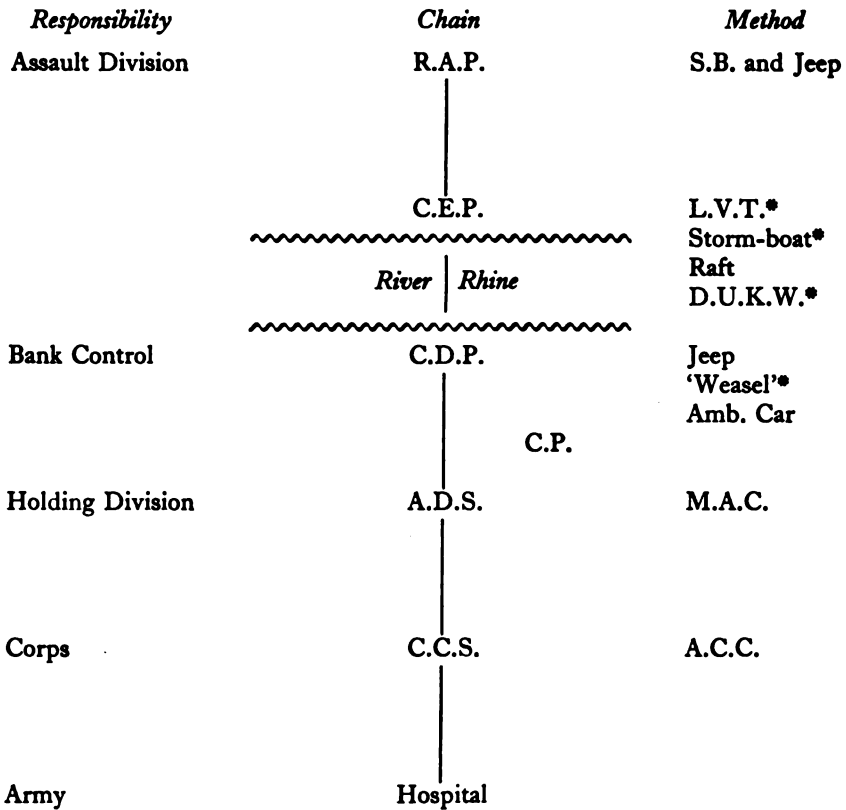 Responsibility Chain Method
Assault Division R.A.P. S.B. and Jeep
C.E.P. L.V.T.*
Storm-boat*
River Rhine Raft
D.U.K.W.*
Bank Control C.D.P. Jeep
‘Weasel’*
Amb. Car
C.P.
Holding Division A.D.S. M.A.C.
Corps C.C.S. A.C.C.
Army Hospital